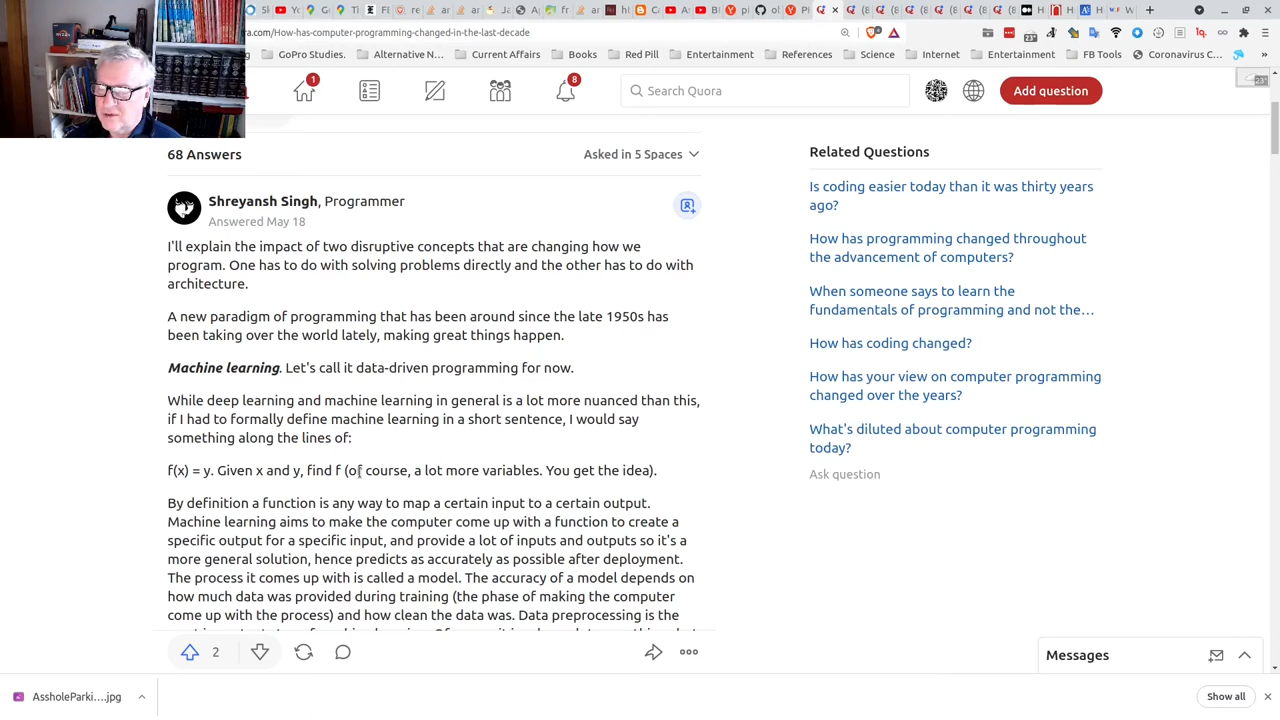 ra.com/How-has-computer-programming-changed-in-the-last-decade
GoPro Studies.
Alternative N...
Current Affairs
Books
Red Pill
Entertainment
References
Science
Internet
Entertainment
FB Tools
Coronavirus C...
1
8
Search Quora
Add question
68 Answers
Asked in 5 Spaces
Shreyansh Singh, Programmer
Answered May 18
I'll explain the impact of two disruptive concepts that are changing how we
program. One has to do with solving problems directly and the other has to do with
architecture.
A new paradigm of programming that has been around since the late 1950s has
been taking over the world lately, making great things happen.
Machine learning. Let's call it data-driven programming for now.
While deep learning and machine learning in general is a lot more nuanced than this,
if I had to formally define machine learning in a short sentence, I would say
something along the lines of:
f(x) = y. Given x and y, find f (of course, a lot more variables. You get the idea).
By definition a function is any way to map a certain input to a certain output.
Machine learning aims to make the computer come up with a function to create a
specific output for a specific input, and provide a lot of inputs and outputs so it's a
more general solution, hence predicts as accurately as possible after deployment.
The process it comes up with is called a model. The accuracy of a model depends on
how much data was provided during training (the phase of making the computer
come up with the process) and how clean the data was. Data preprocessing is the
2
Related Questions
Is coding easier today than it was thirty years
ago?
How has programming changed throughout
the advancement of computers?
When someone says to learn the
fundamentals of programming and not the...
How has coding changed?
How has your view on computer programming
changed over the years?
What's diluted about computer programming
today?
Ask question
Messages
AssholeParki....jpg
Show all